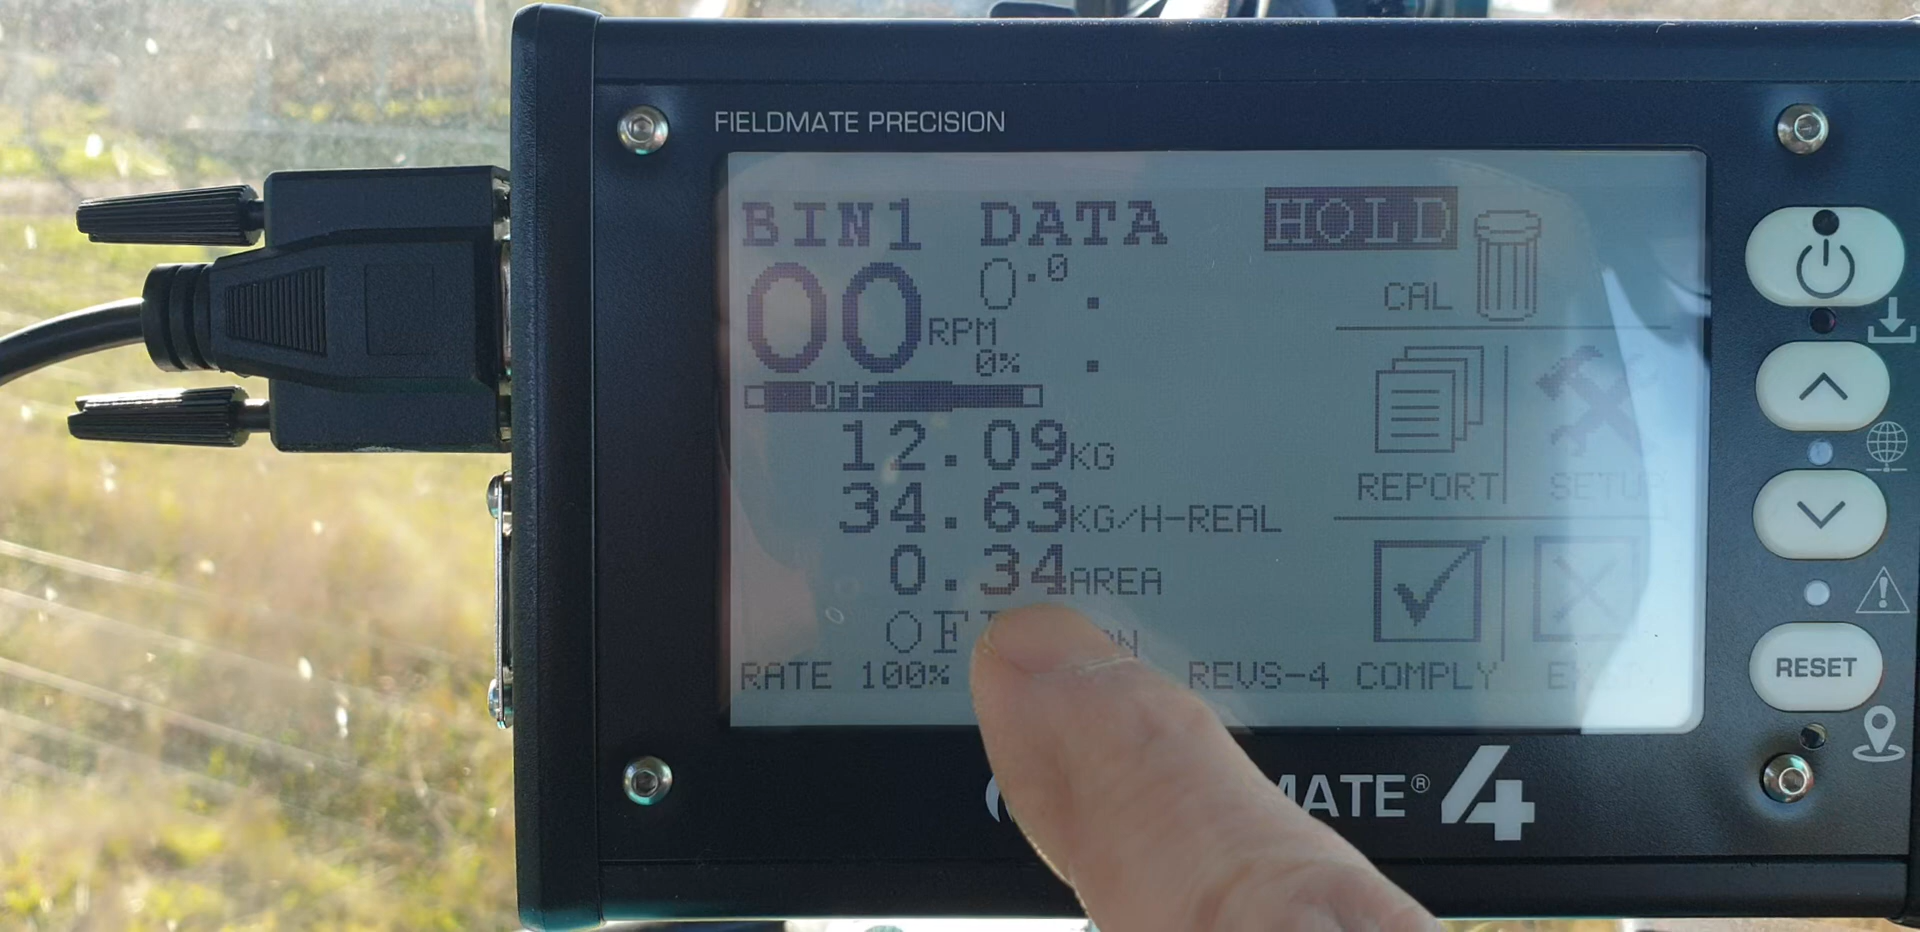 FIELDMATE PRECISION
BIN1 DATA HOLD
0.0
CAL
00 RPM
0%
OFF
12.09KG
REPORT SETUP
34.63KG/H-REAL
0.34AREA
RATE 100% REVS-4 COMPLY
RESET
MATE® 4